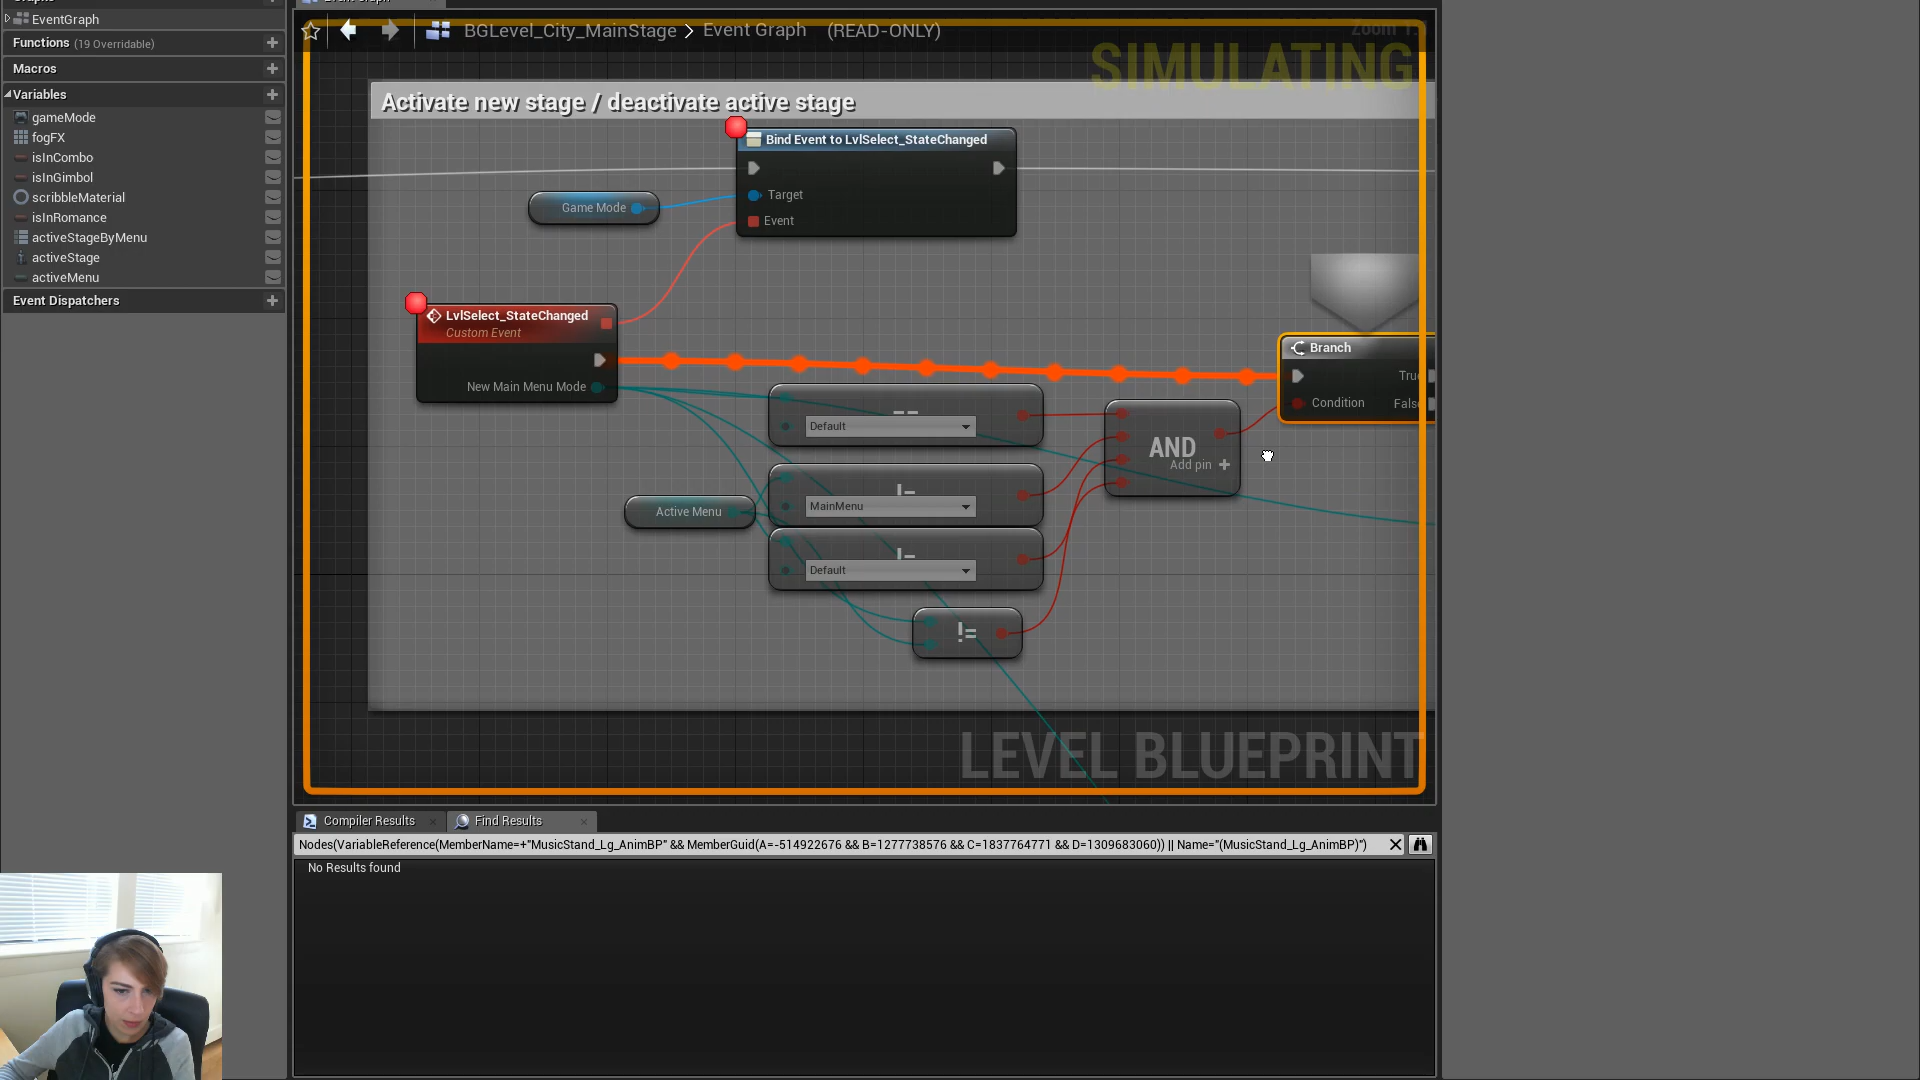 EventGraph
Functions (19 Overridable)
Macros
Variables
gameMode
fogFX
isInCombo
isInGimbol
scribbleMaterial
isInRomance
activeStageByMenu
activeStage
activeMenu
Event Dispatchers
BGLevel_City_MainStage > Event Graph (READ-ONLY)
SIMULATING
Activate new stage / deactivate active stage
Bind Event to LvlSelect_StateChanged
Target
Event
Game Mode
LvlSelect_StateChanged
Custom Event
New Main Menu Mode
Branch
True
Condition
False
==
Default
!=
MainMenu
!=
Default
Active Menu
AND
Add pin +
!=
LEVEL BLUEPRINT
Compiler Results
Find Results
Nodes(VariableReference(MemberName=+"MusicStand_Lg_AnimBP" && MemberGuid(A=-514922676 && B=1277738576 && C=1837764771 && D=1309683060)) || Name="(MusicStand_Lg_AnimBP)")
No Results found